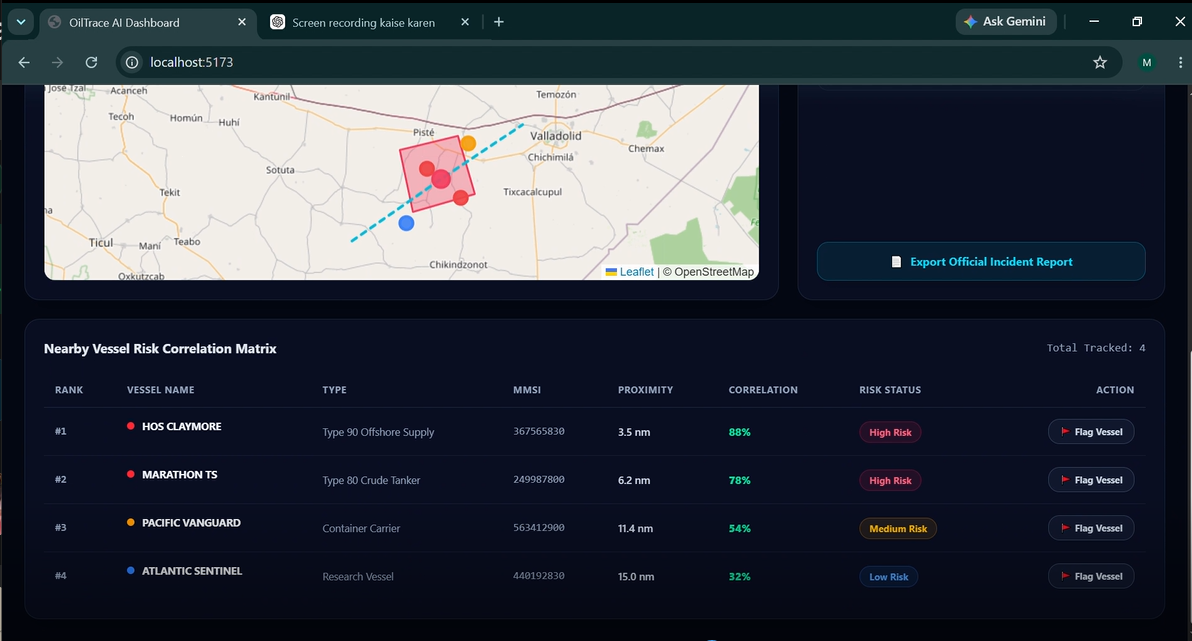 OilTrace AI Dashboard
Screen recording kaise karen
Ask Gemini
localhost:5173
M
José Tzal
Acanceh
Kantunil
Temozón
Tecoh
Homún
Huhí
Pisté
Valladolid
Chichimilá
Chemax
Sotuta
Tekit
Tixcacalcupul
Ticul
Maní
Teabo
Chikindzonot
Oxkutzcab
Leaflet | © OpenStreetMap
Export Official Incident Report
Nearby Vessel Risk Correlation Matrix
Total Tracked: 4
RANK VESSEL NAME TYPE MMSI PROXIMITY CORRELATION RISK STATUS ACTION
#1 HOS CLAYMORE Type 90 Offshore Supply 367565830 3.5 nm 88% High Risk Flag Vessel
#2 MARATHON TS Type 80 Crude Tanker 249987800 6.2 nm 78% High Risk Flag Vessel
#3 PACIFIC VANGUARD Container Carrier 563412900 11.4 nm 54% Medium Risk Flag Vessel
#4 ATLANTIC SENTINEL Research Vessel 440192830 15.0 nm 32% Low Risk Flag Vessel